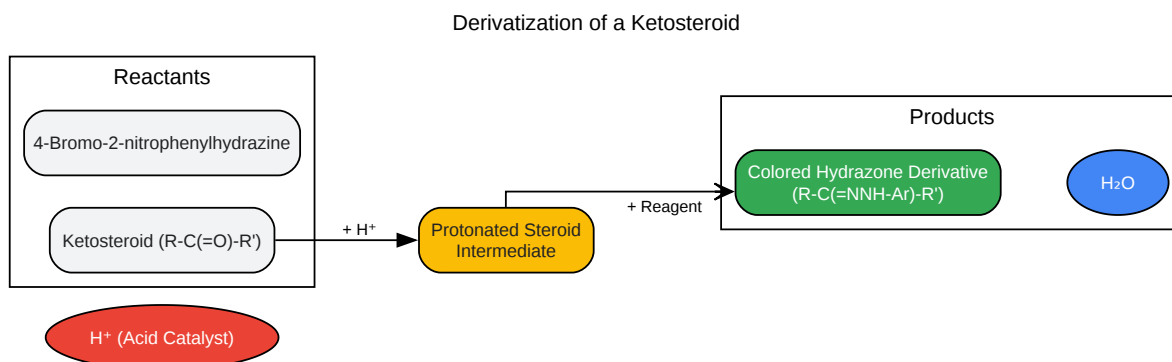 Derivatization of a Ketosteroid
Reactants
4-Bromo-2-nitrophenylhydrazine
Ketosteroid (R-C(=O)-R')
H⁺ (Acid Catalyst)
+ H⁺
Protonated Steroid
Intermediate
+ Reagent
Products
Colored Hydrazone Derivative
(R-C(=NNH-Ar)-R')
H₂O